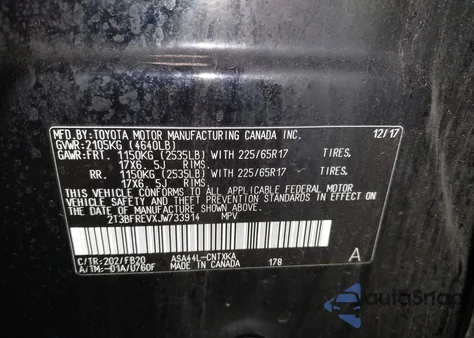 MFD.BY:TOYOTA MOTOR MANUFACTURING CANADA INC. 12/17
GVWR:2105KG (4640LB)
GAWR:FRT. 1150KG (2535LB) WITH 225/65R17 TIRES,
17X6.5J RIMS.
RR. 1150KG (2535LB) WITH 225/65R17 TIRES,
17X6.5J RIMS.
THIS VEHICLE CONFORMS TO ALL APPLICABLE FEDERAL MOTOR
VEHICLE SAFETY AND THEFT PREVENTION STANDARDS IN EFFECT
ON THE DATE OF MANUFACTURE SHOWN ABOVE.
2T3BFREVXJW733914 MPV
C/TR:202/FB20 ASA44L-CNTXKA A
A/TM:-01A/U760F MADE IN CANADA 178
autoSnap